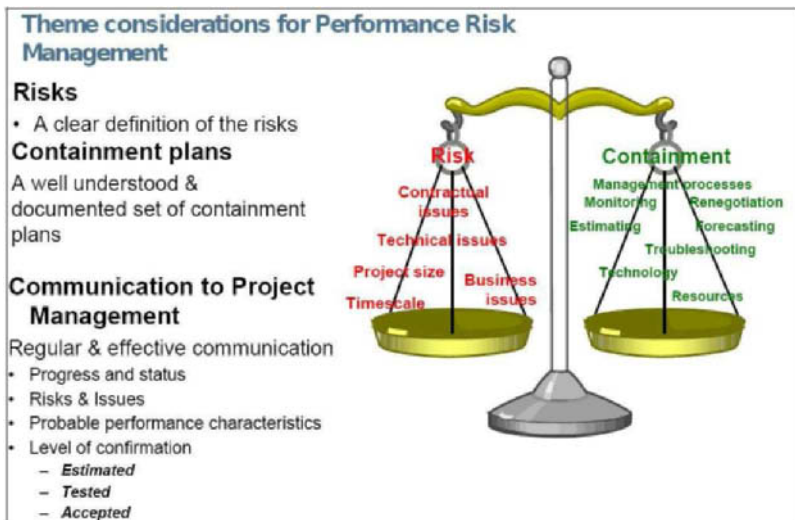 Theme considerations for Performance Risk
Management
Risks
• A clear definition of the risks
Containment plans
A well understood &
documented set of containment
plans
Communication to Project
Management
Regular & effective communication
• Progress and status
• Risks & Issues
• Probable performance characteristics
• Level of confirmation
– Estimated
– Tested
– Accepted
Risk
Contractual
issues
Technical issues
Project size
Business
issues
Timescale
Containment
Management processes
Monitoring Renegotiation
Estimating Forecasting
Troubleshooting
Technology
Resources